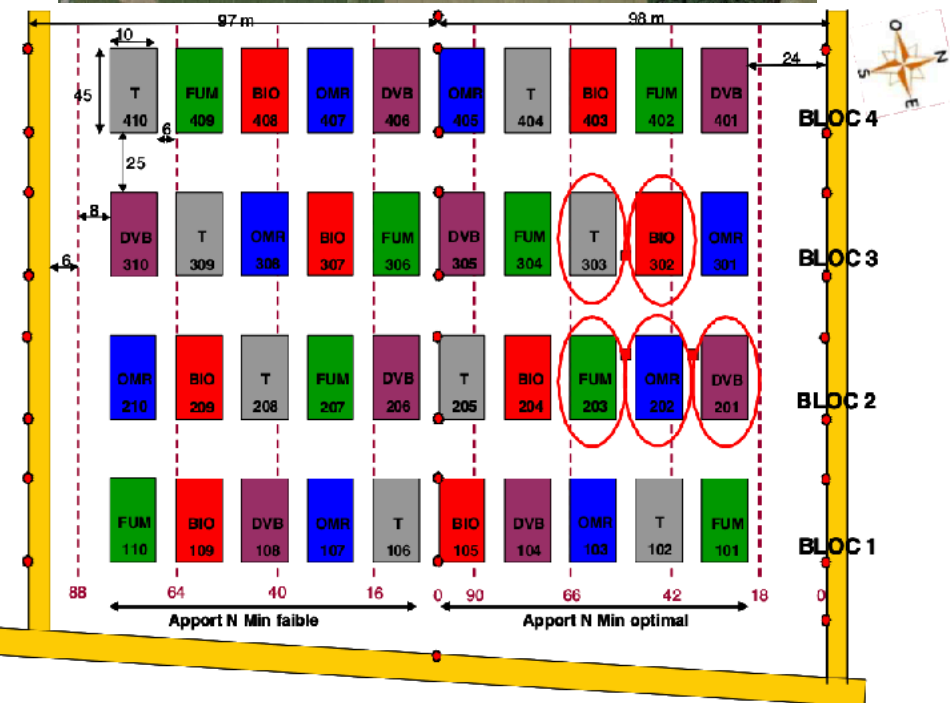 97 m 98 m
O
N
S
E
10
24
45
T FUM BIO OMR DVB OMR T BIO FUM DVB
410 409 408 407 406 405 404 403 402 401
BLOC 4
6
25
8
DVB T OMR BIO FUM DVB FUM T BIO OMR
310 309 308 307 306 305 304 303 302 301
BLOC 3
6
OMR BIO T FUM DVB T BIO FUM OMR DVB
210 209 208 207 206 205 204 203 202 201
BLOC 2
FUM BIO DVB OMR T BIO DVB OMR T FUM
110 109 108 107 106 105 104 103 102 101
BLOC 1
88 64 40 16 0 90 66 42 18 0
Apport N Min faible Apport N Min optimal